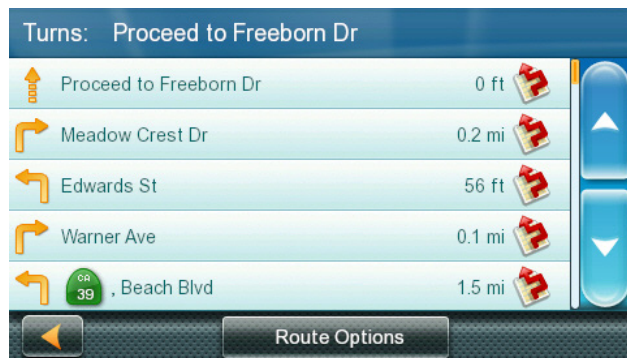 Turns: Proceed to Freeborn Dr
Proceed to Freeborn Dr 0 ft
Meadow Crest Dr 0.2 mi
Edwards St 56 ft
Warner Ave 0.1 mi
CA 39 , Beach Blvd 1.5 mi
Route Options